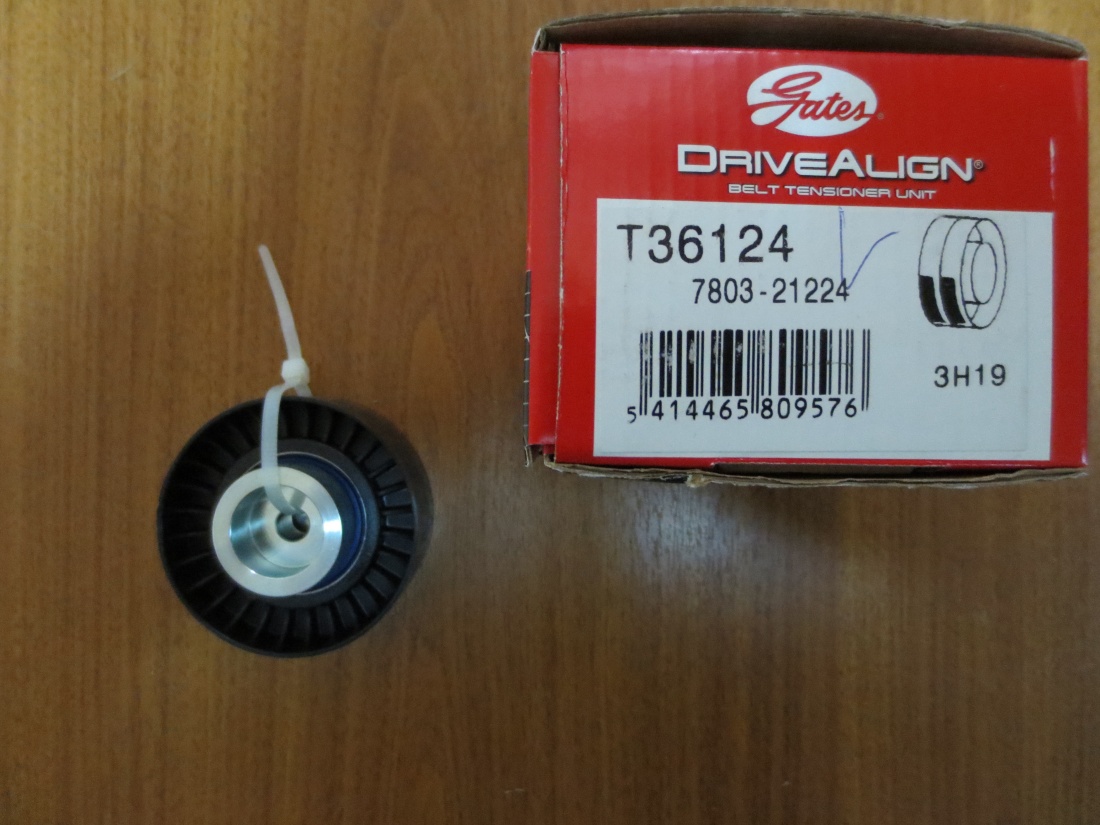 Gates
DRIVEALIGN®
BELT TENSIONER UNIT
T36124
7803-21224
3H19
5 414465 809576